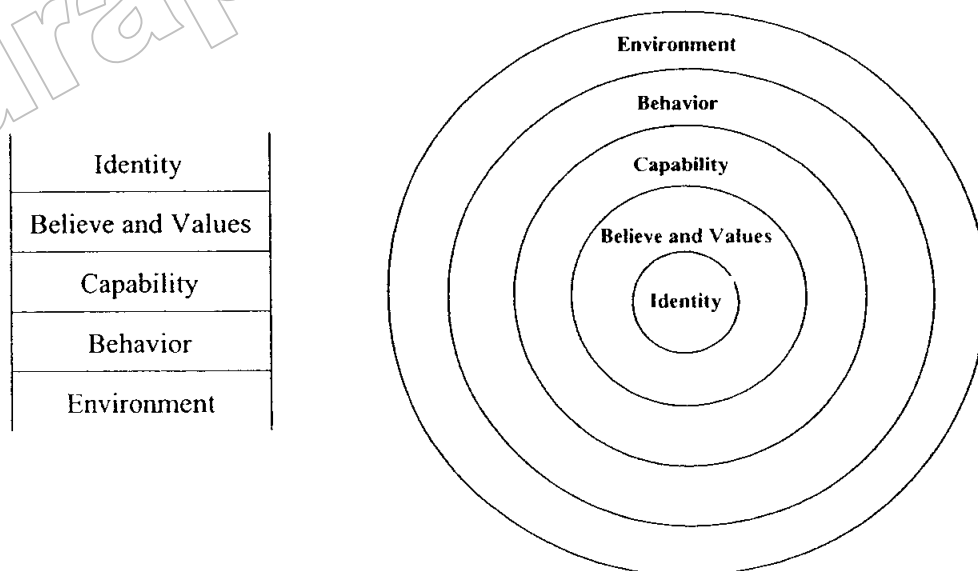 Identity
Believe and Values
Capability
Behavior
Environment
Environment
Behavior
Capability
Believe and Values
Identity